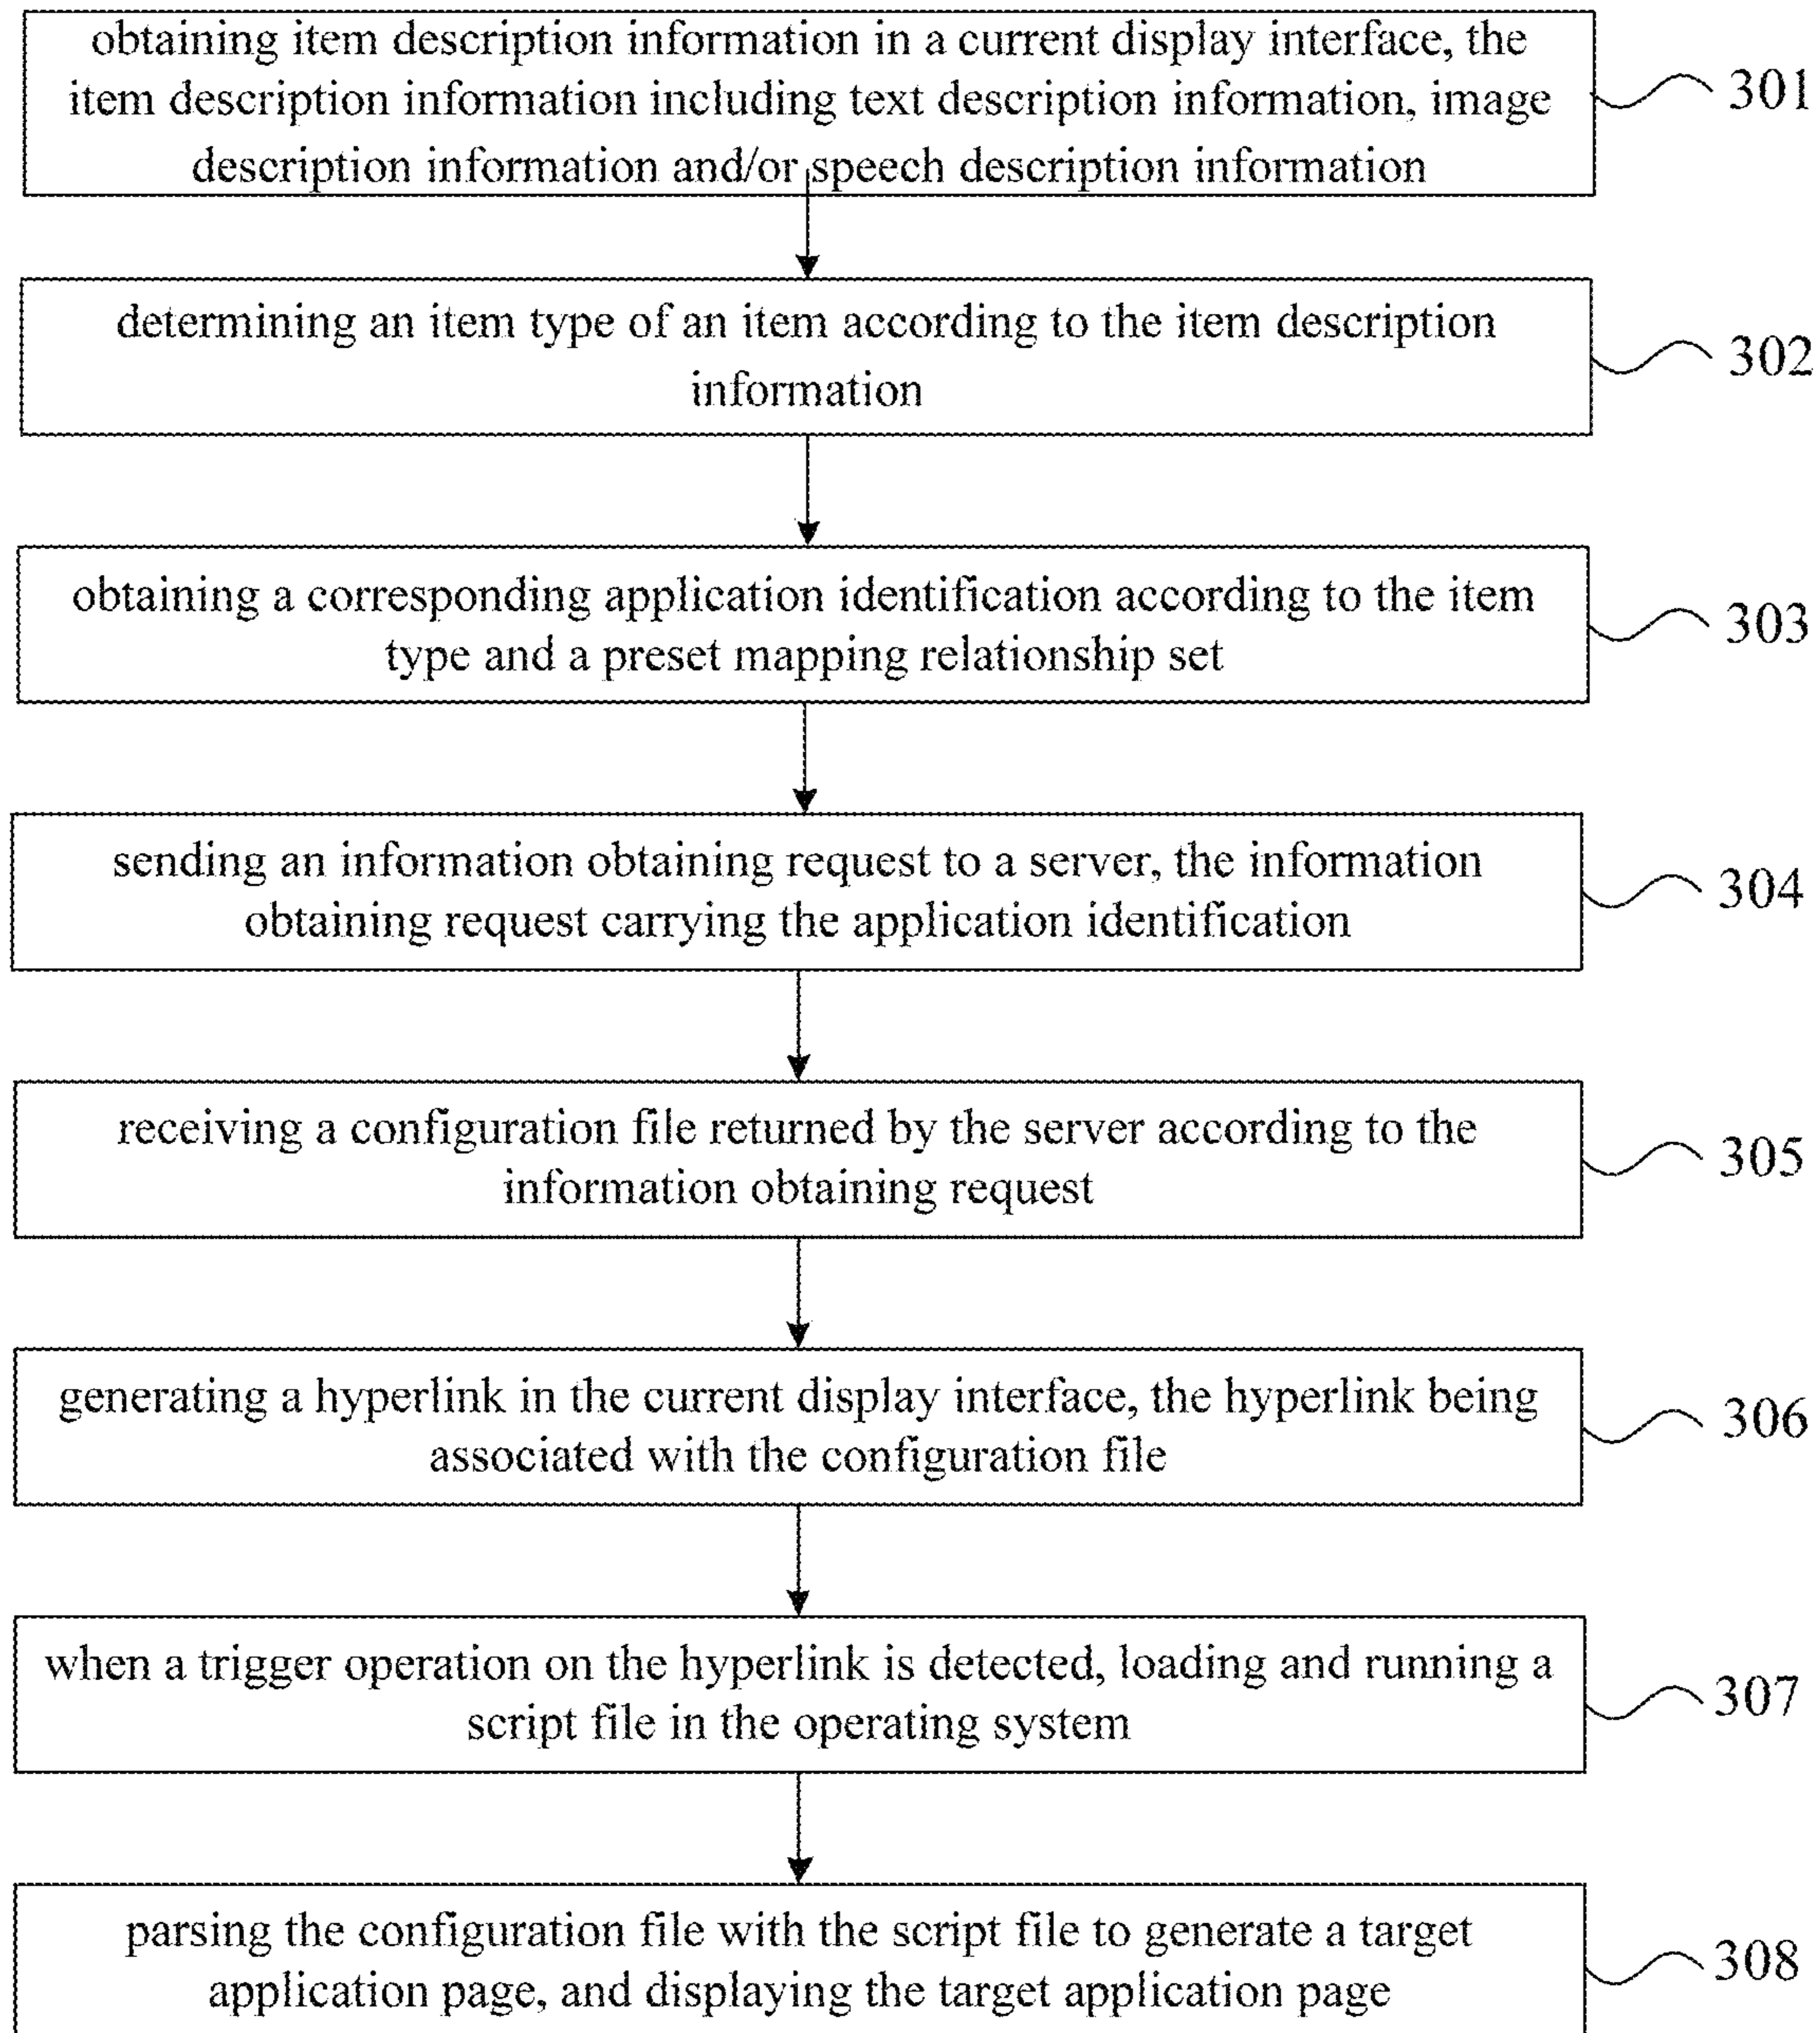 obtaining item description information in a current display interface, the
item description information including text description information, image
description information and/or speech description information
301
determining an item type of an item according to the item description
information
302
obtaining a corresponding application identification according to the item
type and a preset mapping relationship set
303
sending an information obtaining request to a server, the information
obtaining request carrying the application identification
304
receiving a configuration file returned by the server according to the
information obtaining request
305
generating a hyperlink in the current display interface, the hyperlink being
associated with the configuration file
306
when a trigger operation on the hyperlink is detected, loading and running a
script file in the operating system
307
parsing the configuration file with the script file to generate a target
application page, and displaying the target application page
308